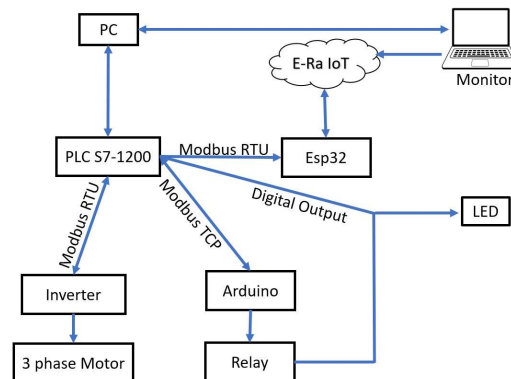 PC
E-Ra IoT
Monitor
PLC S7-1200
Modbus RTU
Esp32
Digital Output
LED
Modbus RTU
Modbus TCP
Inverter
Arduino
3 phase Motor
Relay